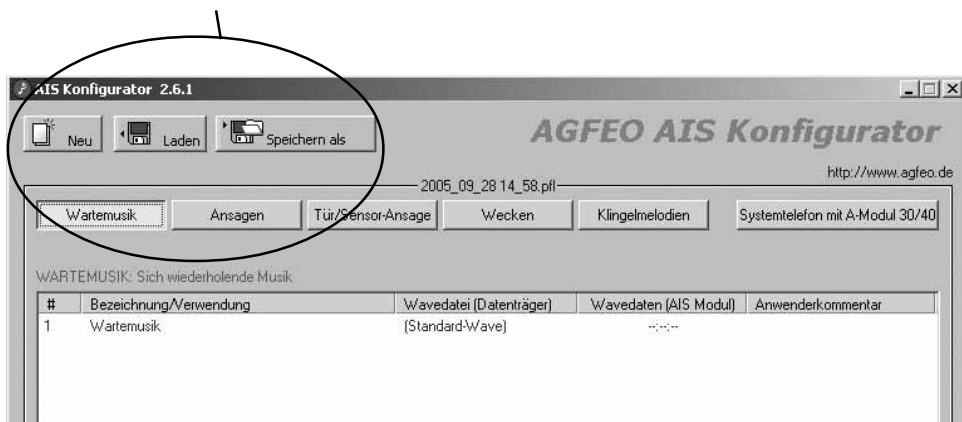 AIS Konfigurator 2.6.1
Neu Laden Speichern als
AGFEO AIS Konfigurator
http://www.agfeo.de
2005_09_28 14_58.pfl
Wartemusik Ansagen Tür/Sensor-Ansage Wecken Klingelmelodien Systemtelefon mit A-Modul 30/40
WARTEMUSIK: Sich wiederholende Musik
# Bezeichnung/Verwendung Wavedatei (Datenträger) Wavedaten (AIS Modul) Anwenderkommentar
1 Wartemusik (Standard-Wave) --:--:--